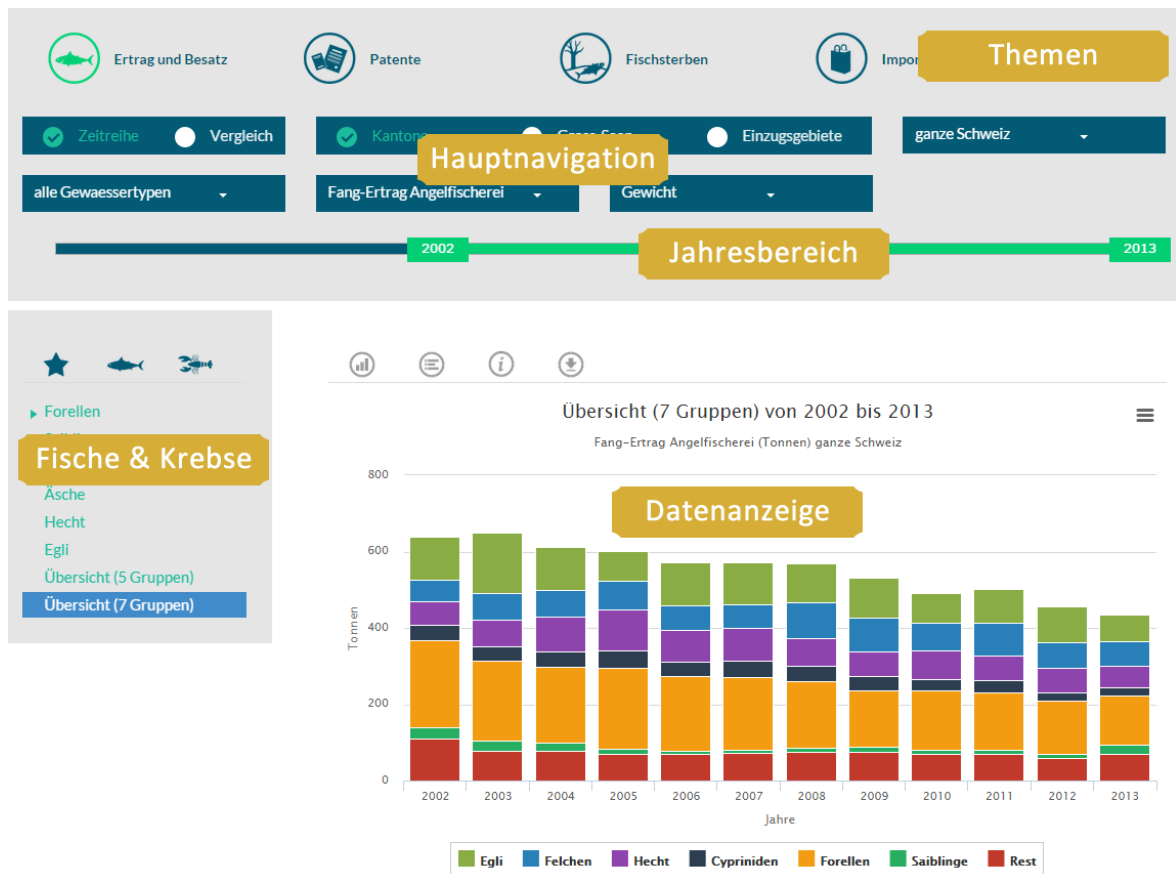 Ertrag und Besatz
Patente
Fischsterben
Themen
Zeitreihe
Vergleich
Einzugsgebiete
ganze Schweiz
Hauptnavigation
alle Gewaessertypen
Fang-Ertrag Angelfischerei
Gewicht
2002
Jahresbereich
2013
Forellen
Fische & Krebse
Äsche
Hecht
Egli
Übersicht (5 Gruppen)
Übersicht (7 Gruppen)
Übersicht (7 Gruppen) von 2002 bis 2013
Fang-Ertrag Angelfischerei (Tonnen) ganze Schweiz
Datenanzeige
Tonnen
800
600
400
200
0
2002 2003 2004 2005 2006 2007 2008 2009 2010 2011 2012 2013
Jahre
Egli Felchen Hecht Cypriniden Forellen Saiblinge Rest